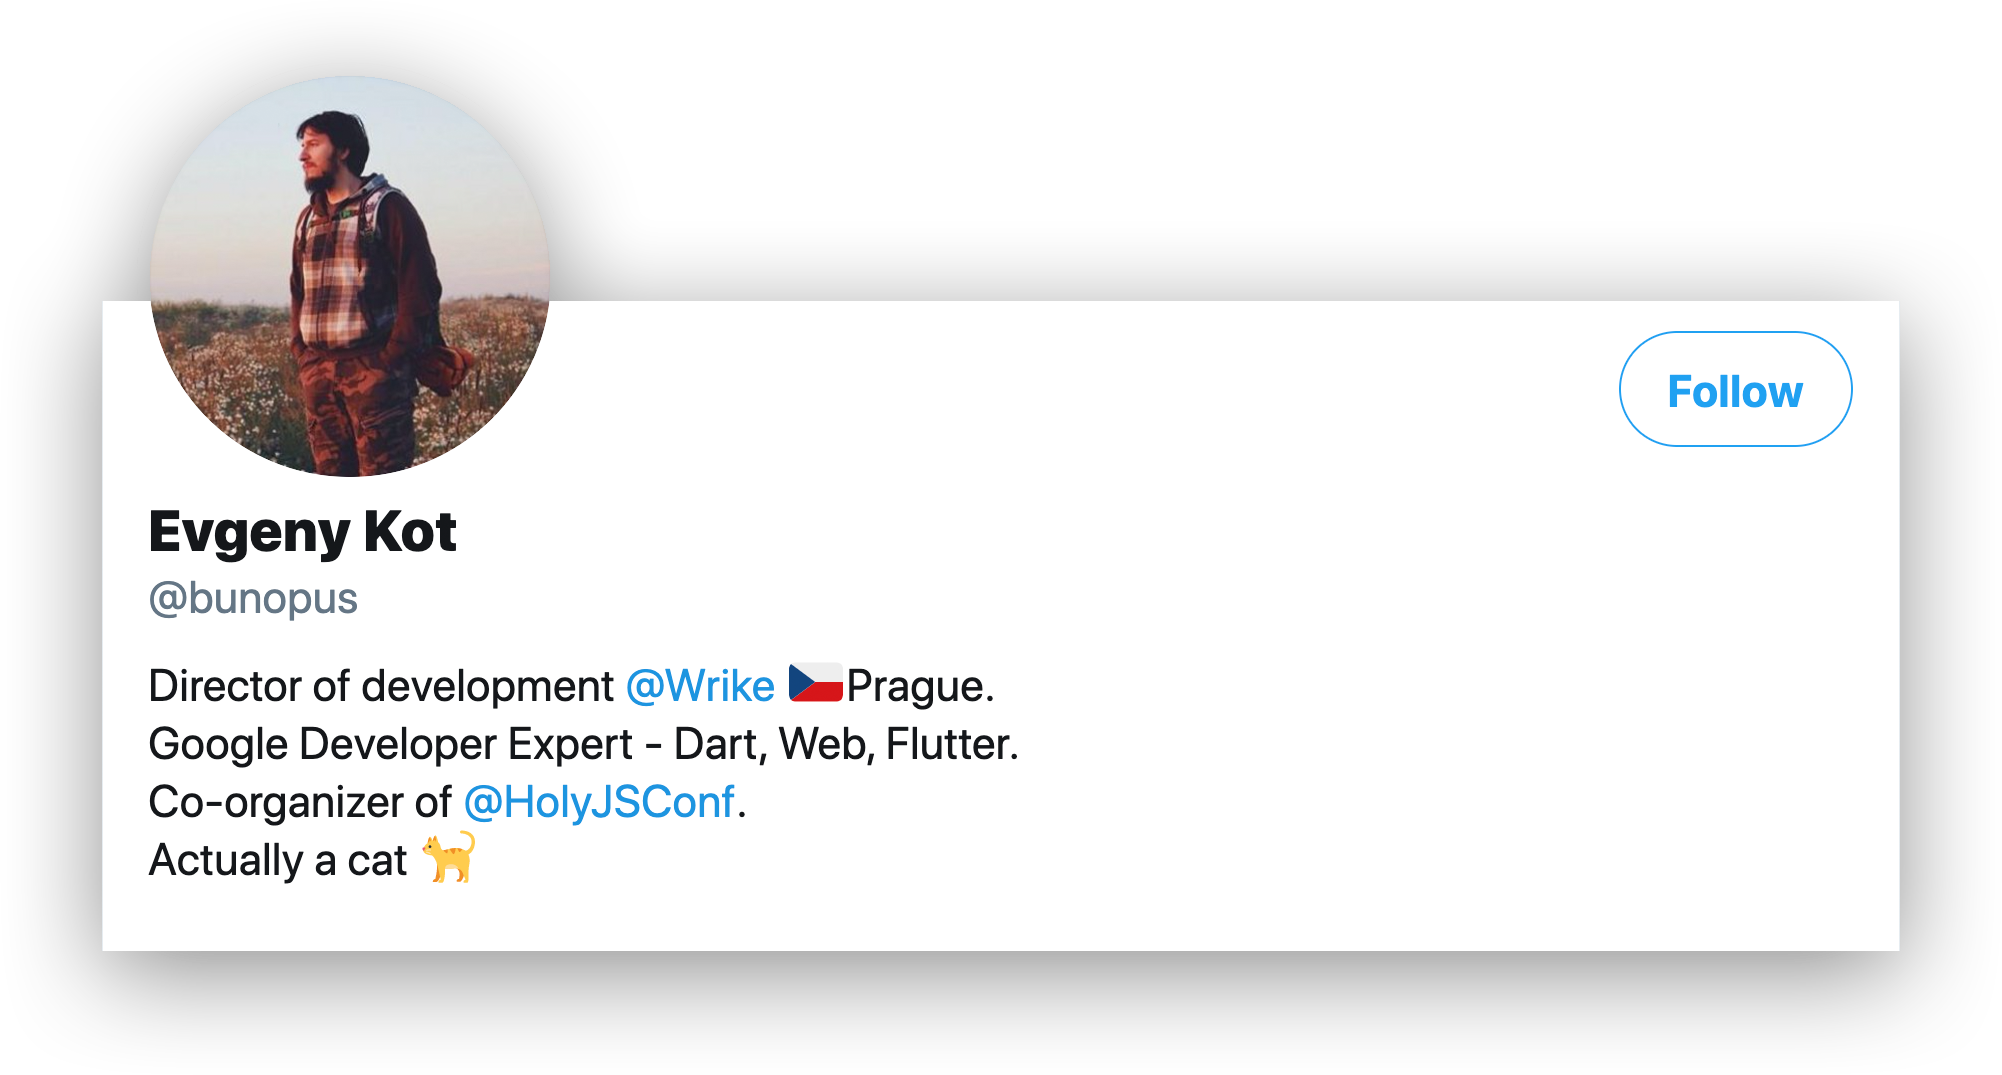 Follow
Evgeny Kot
@bunopus
Director of development @Wrike 🇨🇿Prague.
Google Developer Expert - Dart, Web, Flutter.
Co-organizer of @HolyJSConf.
Actually a cat 🐈